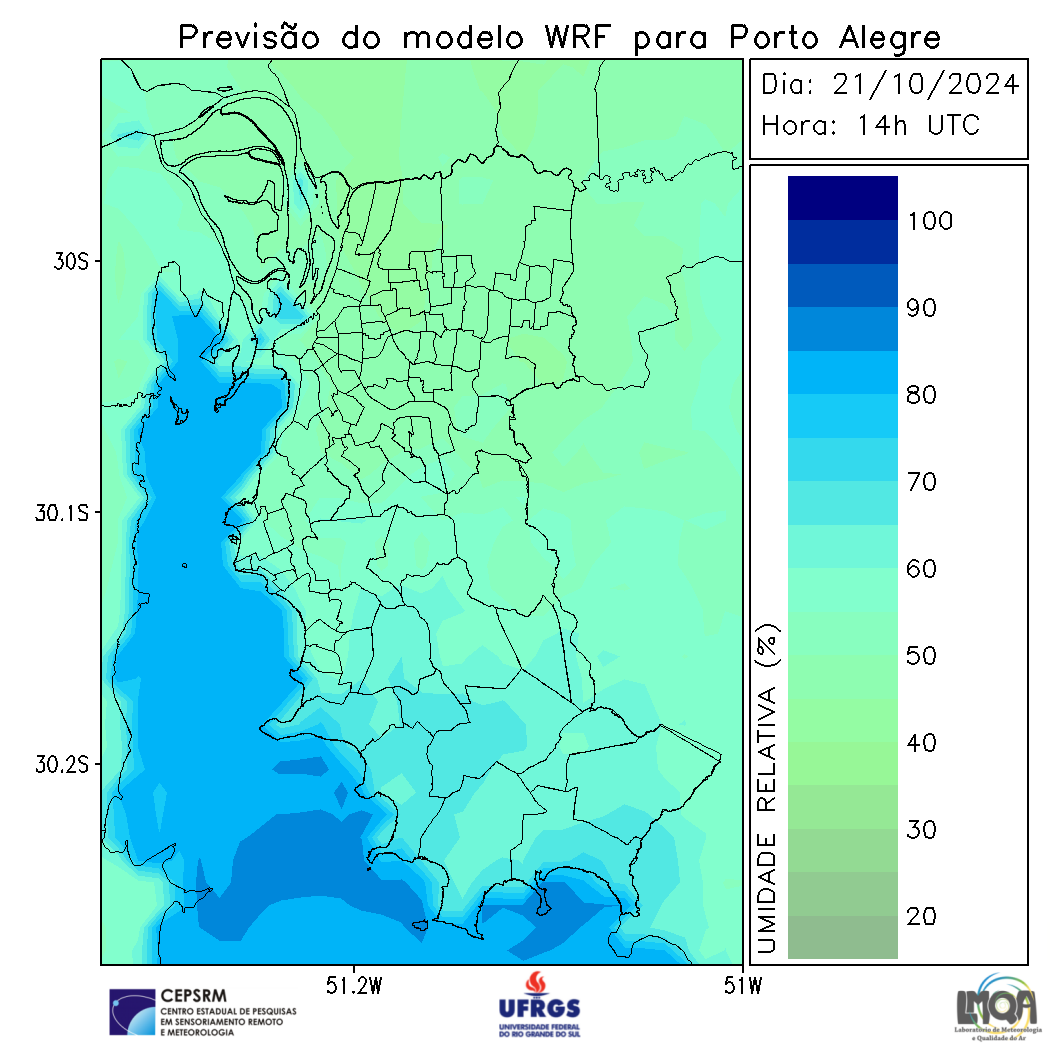 Previsão do modelo WRF para Porto Alegre
Dia: 21/10/2024
Hora: 14h UTC
30S
30.1S
30.2S
51.2W
51W
UMIDADE RELATIVA (%)
100
90
80
70
60
50
40
30
20
CEPSRM
CENTRO ESTADUAL DE PESQUISAS
EM SENSORIAMENTO REMOTO
E METEOROLOGIA
UFRGS
UNIVERSIDADE FEDERAL
DO RIO GRANDE DO SUL
LMQA
Laboratório de Meteorologia
e Qualidade do Ar